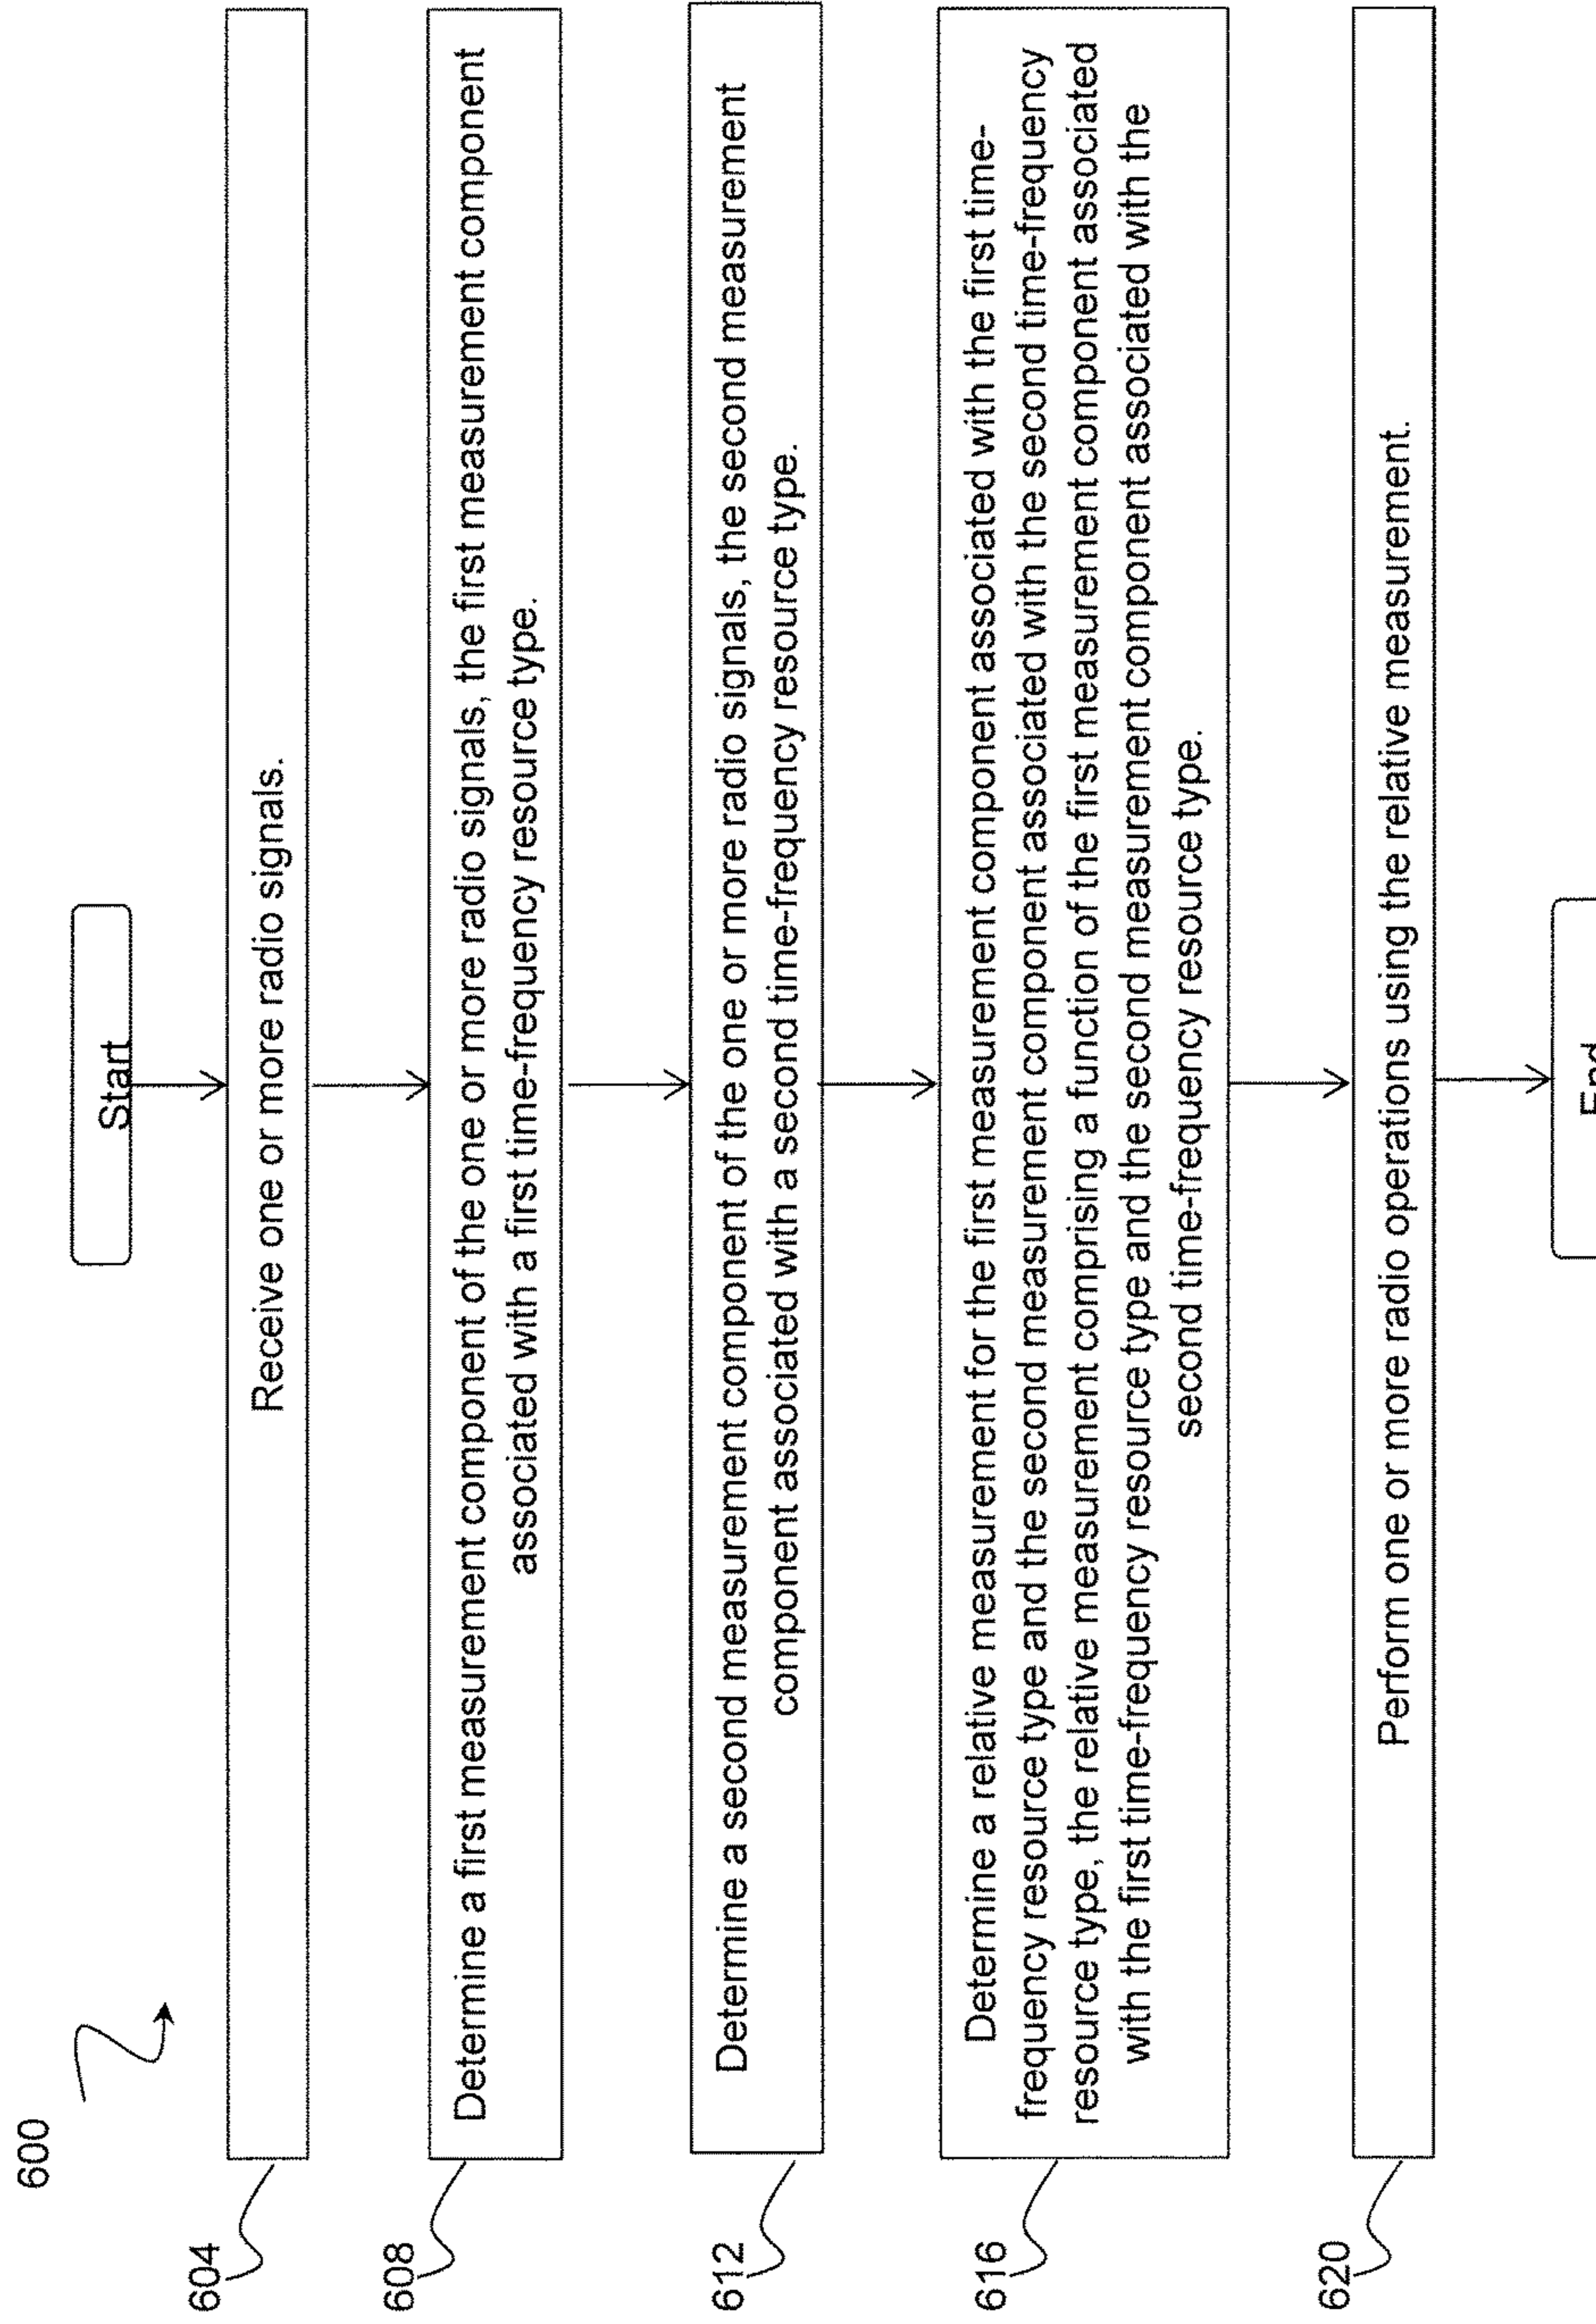 600
Start
604
Receive one or more radio signals.
608
Determine a first measurement component of the one or more radio signals, the first measurement component
associated with a first time-frequency resource type.
612
Determine a second measurement component of the one or more radio signals, the second measurement
component associated with a second time-frequency resource type.
616
Determine a relative measurement for the first measurement component associated with the first time-
frequency resource type and the second measurement component associated with the second time-frequency
resource type, the relative measurement comprising a function of the first measurement component associated
with the first time-frequency resource type and the second measurement component associated with the
second time-frequency resource type.
620
Perform one or more radio operations using the relative measurement.
End